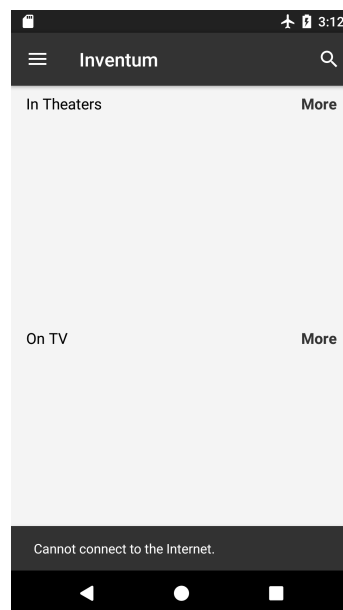 3:12
Inventum
In Theaters More
On TV More
Cannot connect to the Internet.